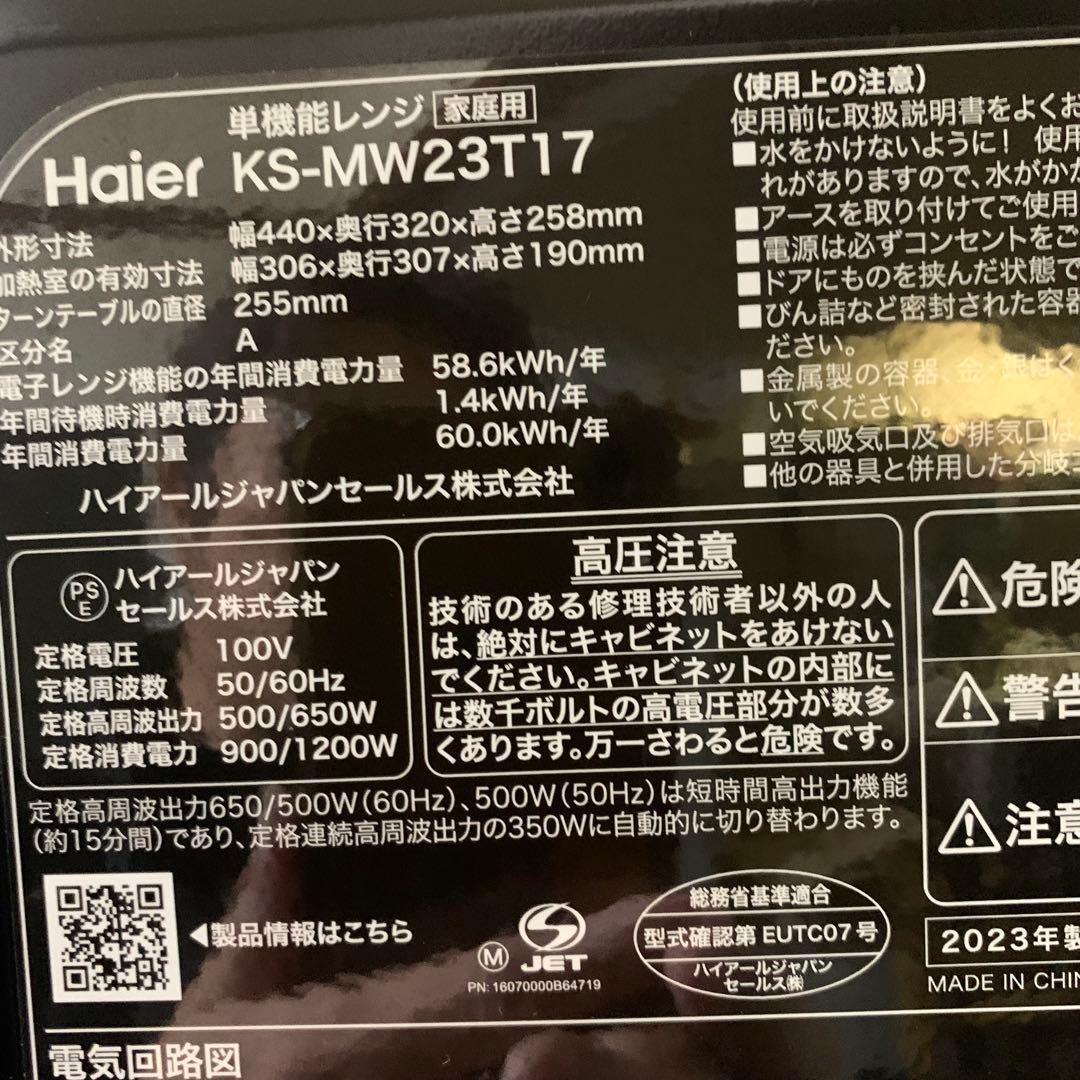 単機能レンジ 家庭用
Haier KS-MW23T17
外形寸法 幅440×奥行320×高さ258mm
加熱室の有効寸法 幅306×奥行307×高さ190mm
ターンテーブルの直径 255mm
区分名 A
電子レンジ機能の年間消費電力量 58.6kWh/年
年間待機時消費電力量 1.4kWh/年
年間消費電力量 60.0kWh/年
ハイアールジャパンセールス株式会社
(使用上の注意)
使用前に取扱説明書をよくお
■水をかけないように! 使用
れがありますので、水がかか
■アースを取り付けてご使用
■電源は必ずコンセントをご
■ドアにものを挟んだ状態で
■びん詰など密封された容器
ださい。
■金属製の容器、金・銀はく
いでください。
■空気吸気口及び排気口は
■他の器具と併用した分岐コ
PS
E
ハイアールジャパン
セールス株式会社
定格電圧 100V
定格周波数 50/60Hz
定格高周波出力 500/650W
定格消費電力 900/1200W
高圧注意
技術のある修理技術者以外の人
は、絶対にキャビネットをあけない
でください。キャビネットの内部に
は数千ボルトの高電圧部分が数多
くあります。万一さわると危険です。
危険
警告
注意
定格高周波出力650/500W(60Hz)、500W(50Hz)は短時間高出力機能
(約15分間)であり、定格連続高周波出力の350Wに自動的に切り替わります。
◀製品情報はこちら
M JET
PN: 16070000B64719
総務省基準適合
型式確認第 EUTC07 号
ハイアールジャパン
セールス㈱
2023年製
MADE IN CHIN
電気回路図